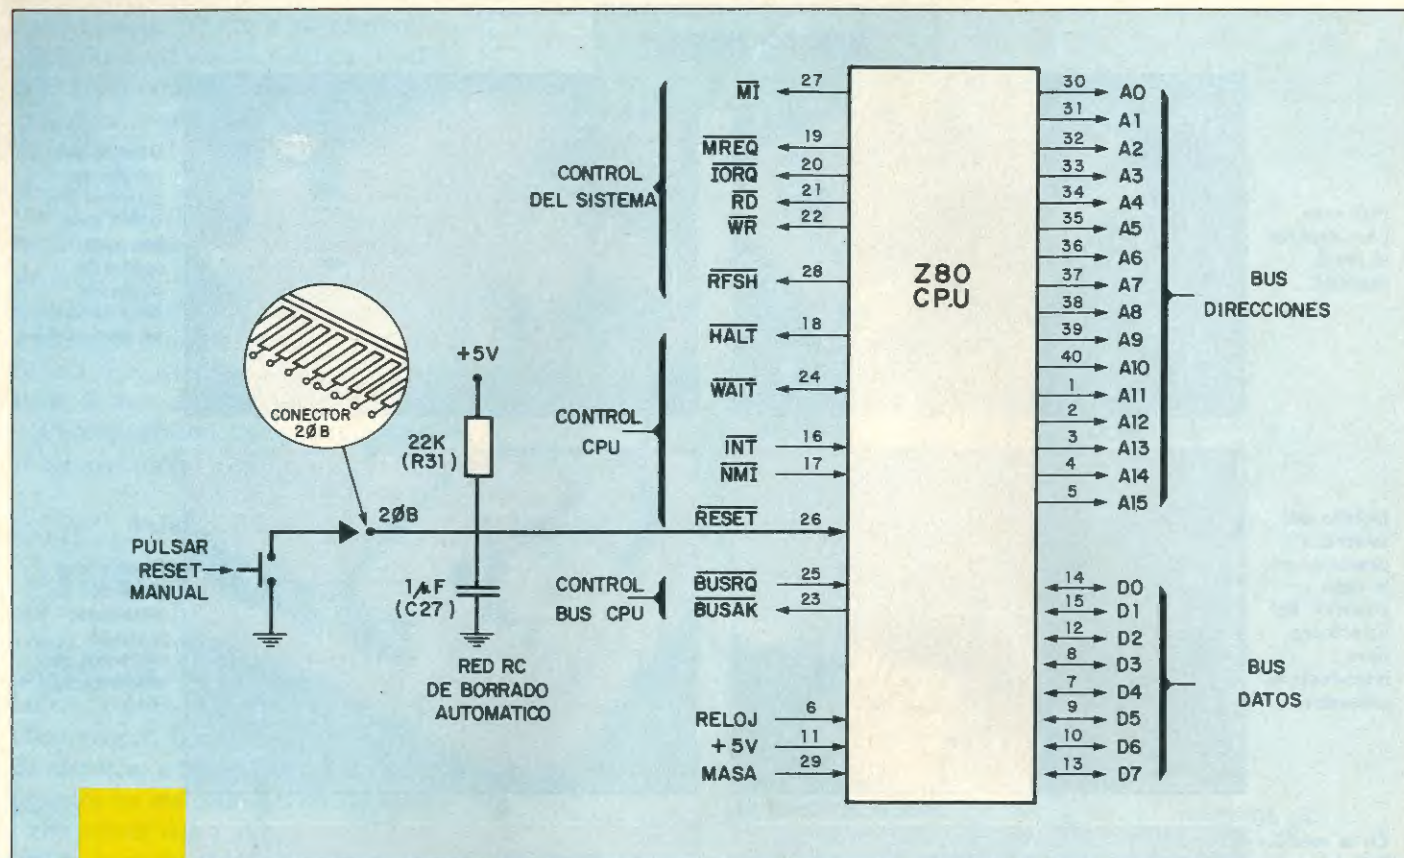 MI 27
MREQ 19
IORQ 20
RD 21
WR 22
RFSH 28
CONTROL
DEL SISTEMA
HALT 18
WAIT 24
INT 16
NMI 17
RESET 26
CONTROL
CPU
BUSRQ 25
BUSAK 23
CONTROL
BUS CPU
RELOJ 6
+5V 11
MASA 29
CONECTOR
2ØB
+5V
22K
(R31)
2ØB
PULSAR
RESET
MANUAL
1µF
(C27)
RED RC
DE BORRADO
AUTOMATICO
Z80
CPU
30 A0
31 A1
32 A2
33 A3
34 A4
35 A5
36 A6
37 A7
38 A8
39 A9
40 A10
1 A11
2 A12
3 A13
4 A14
5 A15
BUS
DIRECCIONES
14 D0
15 D1
12 D2
8 D3
7 D4
9 D5
10 D6
13 D7
BUS
DATOS